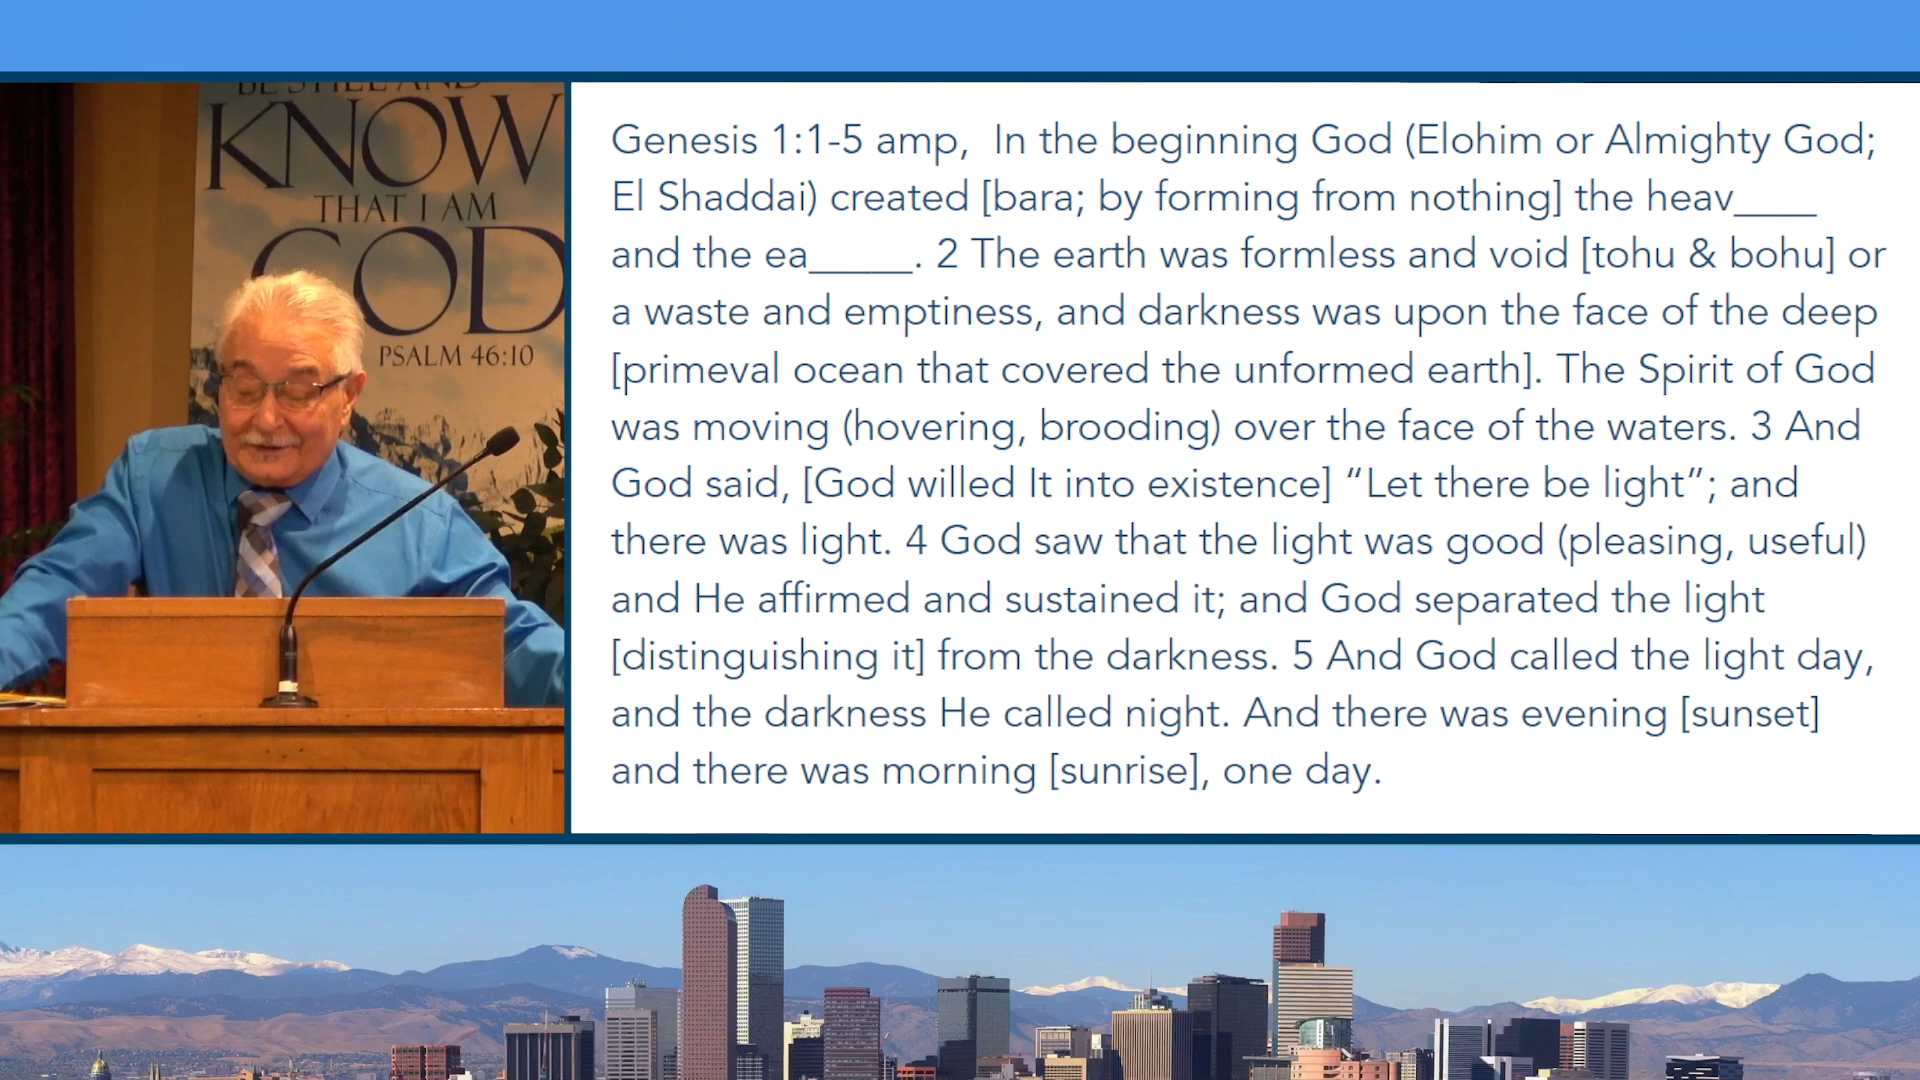 BE STILL AND
KNOW
THAT I AM
GOD
PSALM 46:10
Genesis 1:1-5 amp,  In the beginning God (Elohim or Almighty God;
El Shaddai) created [bara; by forming from nothing] the heav____
and the ea_____. 2 The earth was formless and void [tohu & bohu] or
a waste and emptiness, and darkness was upon the face of the deep
[primeval ocean that covered the unformed earth]. The Spirit of God
was moving (hovering, brooding) over the face of the waters. 3 And
God said, [God willed It into existence] “Let there be light”; and
there was light. 4 God saw that the light was good (pleasing, useful)
and He affirmed and sustained it; and God separated the light
[distinguishing it] from the darkness. 5 And God called the light day,
and the darkness He called night. And there was evening [sunset]
and there was morning [sunrise], one day.